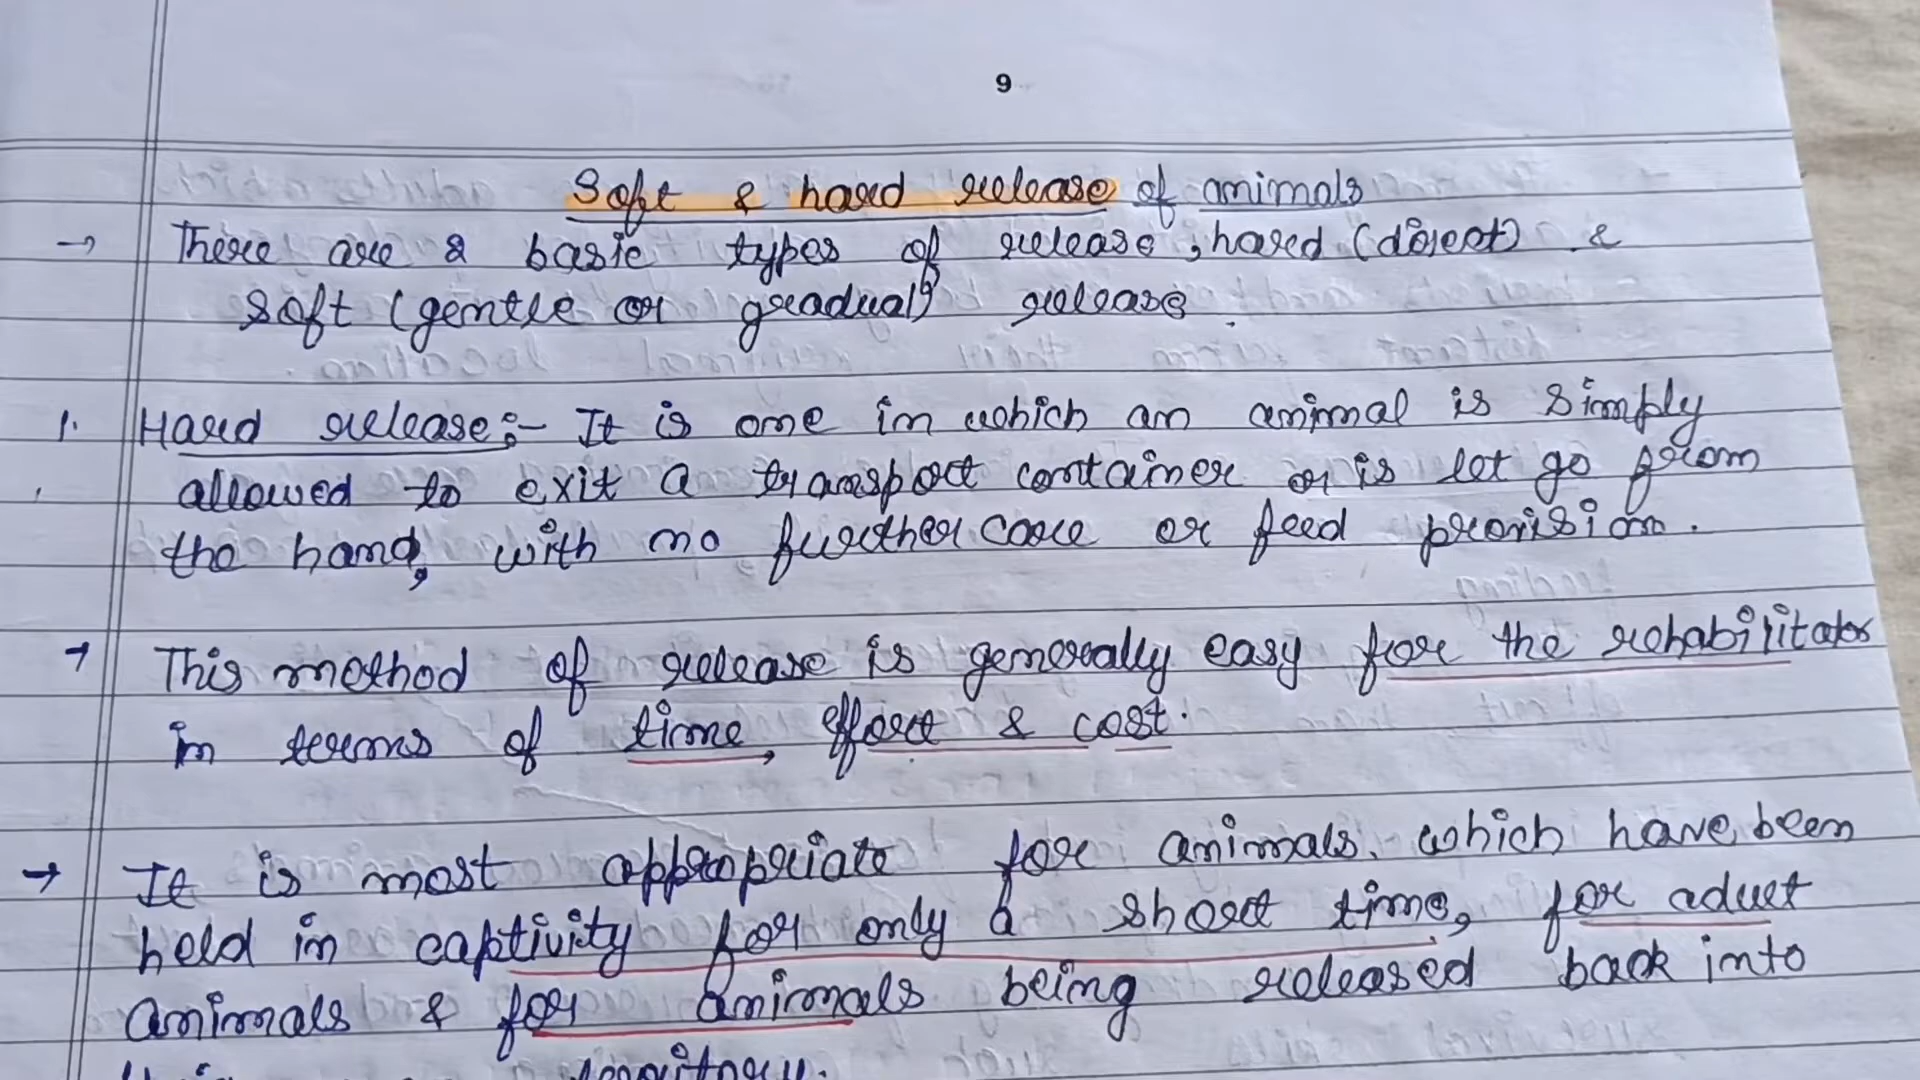 9
Soft & hard release of animals
→ There are 2 basic types of release, hard (direct) &
soft (gentle or gradual) release.
1. Hard release:- It is one in which an animal is simply
allowed to exit a transport container or is let go from
the hand, with no further care or feed provision.
→ This method of release is generally easy for the rehabilitator
in terms of time, effort & cost.
→ It is most appropriate for animals which have been
held in captivity for only a short time, for adult
animals & for animals being released back into